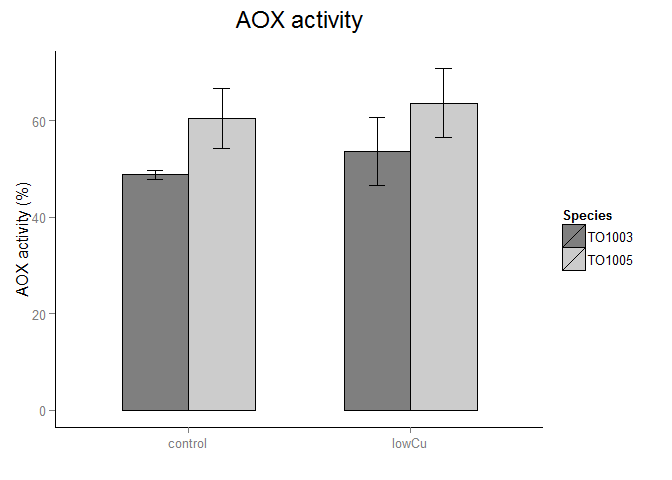 AOX activity
AOX activity (%)
60
40
20
0
control
lowCu
Species
TO1003
TO1005